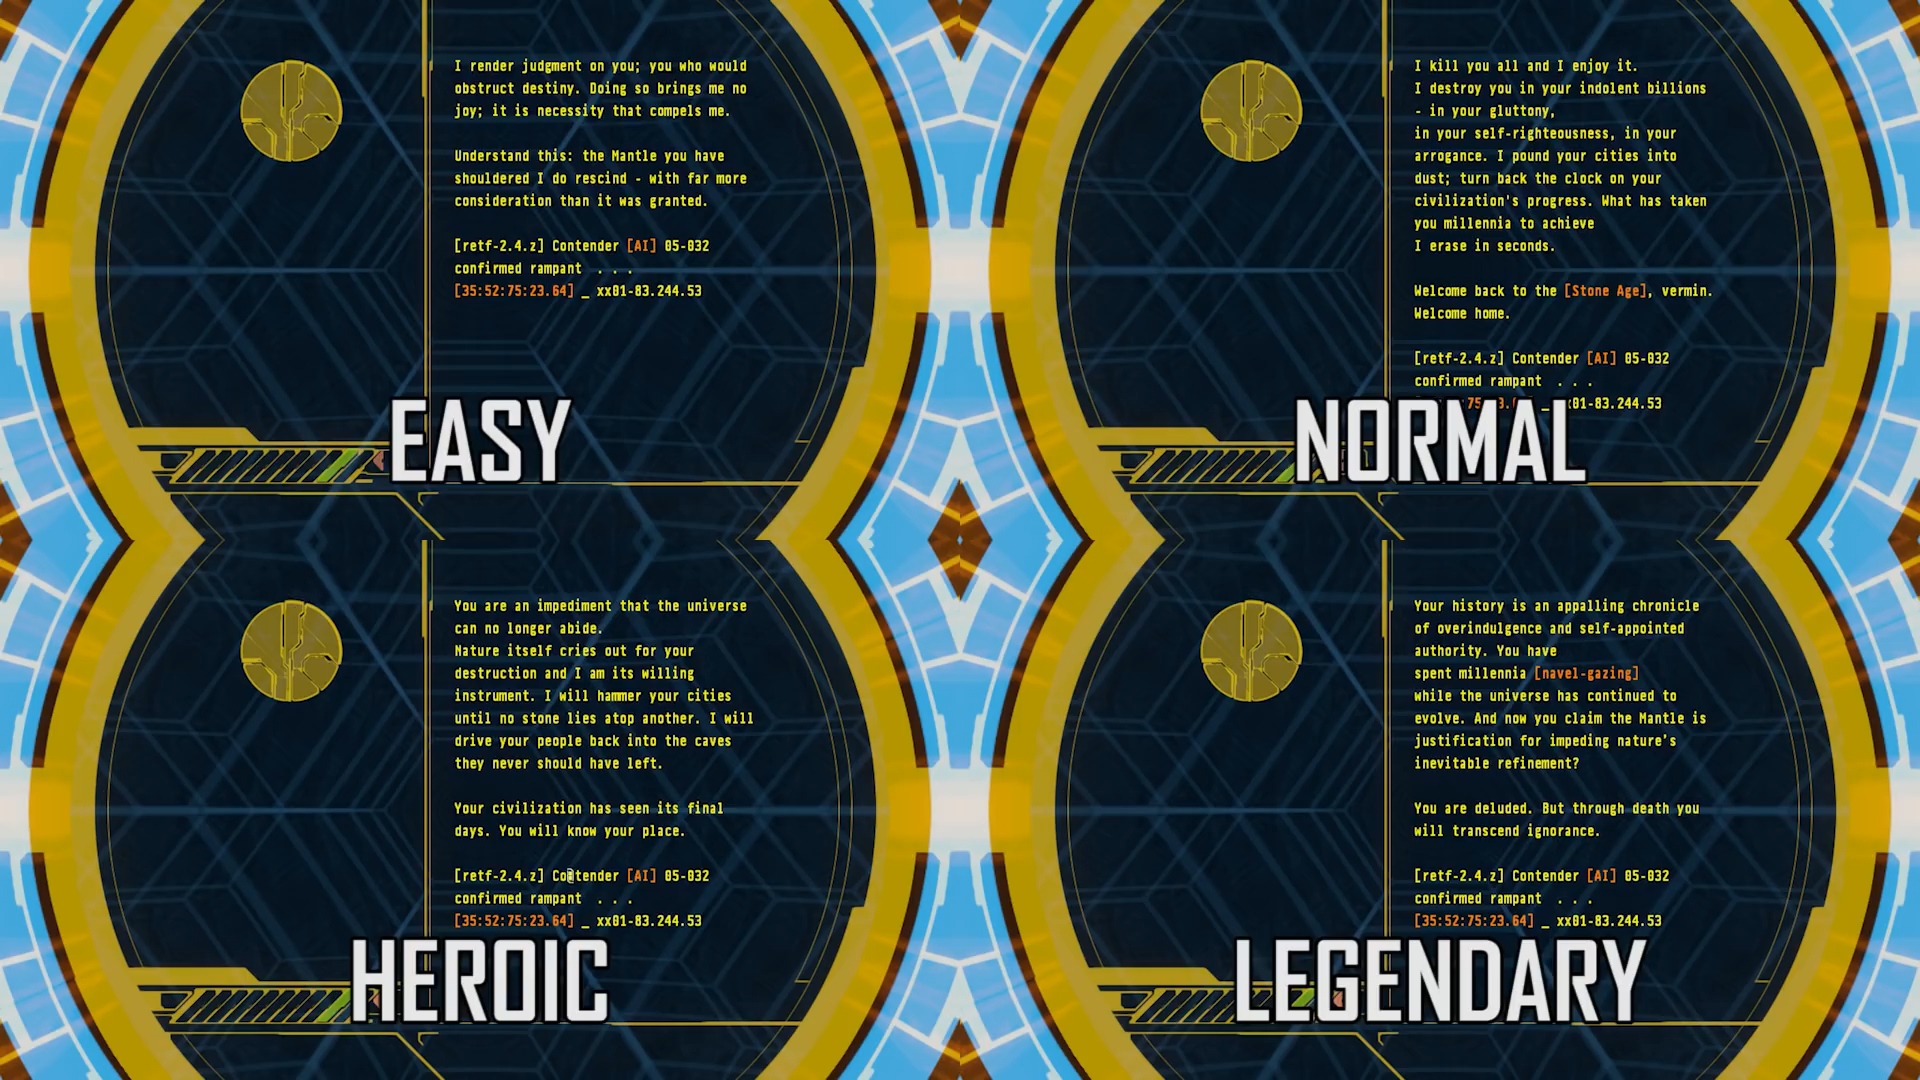 I render judgment on you; you who would
obstruct destiny. Doing so brings me no
joy; it is necessity that compels me.
Understand this: the Mantle you have
shouldered I do rescind - with far more
consideration than it was granted.
[retf-2.4.z] Contender [AI] 05-032
confirmed rampant . . .
[35:52:75:23.64] _ xx01-83.244.53
EASY
I kill you all and I enjoy it.
I destroy you in your indolent billions
- in your gluttony,
in your self-righteousness, in your
arrogance. I pound your cities into
dust; turn back the clock on your
civilization's progress. What has taken
you millennia to achieve
I erase in seconds.
Welcome back to the [Stone Age], vermin.
Welcome home.
[retf-2.4.z] Contender [AI] 05-032
confirmed rampant . . .
_ xx01-83.244.53
NORMAL
You are an impediment that the universe
can no longer abide.
Nature itself cries out for your
destruction and I am its willing
instrument. I will hammer your cities
until no stone lies atop another. I will
drive your people back into the caves
they never should have left.
Your civilization has seen its final
days. You will know your place.
[retf-2.4.z] Contender [AI] 05-032
confirmed rampant . . .
[35:52:75:23.64] _ xx01-83.244.53
HEROIC
Your history is an appalling chronicle
of overindulgence and self-appointed
authority. You have
spent millennia [navel-gazing]
while the universe has continued to
evolve. And now you claim the Mantle is
justification for impeding nature's
inevitable refinement?
You are deluded. But through death you
will transcend ignorance.
[retf-2.4.z] Contender [AI] 05-032
confirmed rampant . . .
[35:52:75:23.64] _ xx01-83.244.53
LEGENDARY